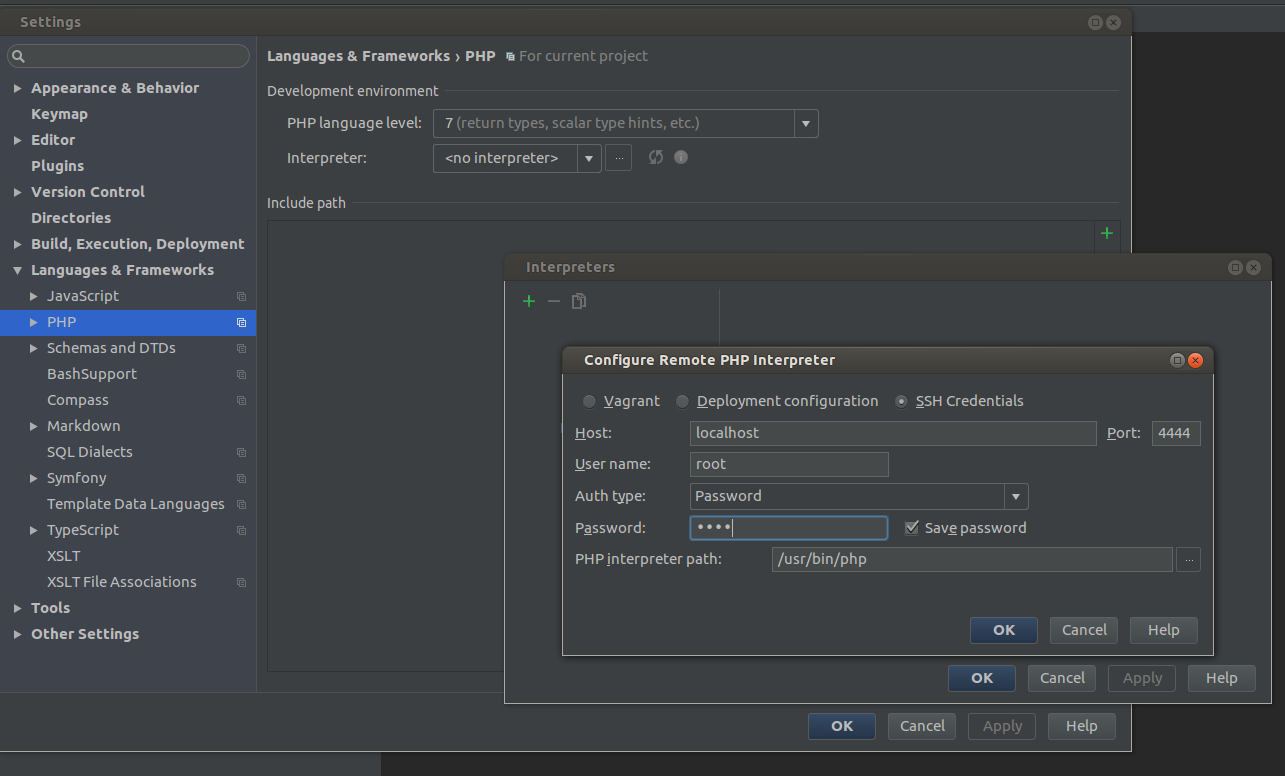 Settings
Languages & Frameworks › PHP For current project
Appearance & Behavior
Keymap
Editor
Plugins
Version Control
Directories
Build, Execution, Deployment
Languages & Frameworks
JavaScript
PHP
Schemas and DTDs
BashSupport
Compass
Markdown
SQL Dialects
Symfony
Template Data Languages
TypeScript
XSLT
XSLT File Associations
Tools
Other Settings
Development environment
PHP language level: 7 (return types, scalar type hints, etc.)
Interpreter: <no interpreter> ...
Include path
Interpreters
Configure Remote PHP Interpreter
Vagrant Deployment configuration SSH Credentials
Host: localhost Port: 4444
User name: root
Auth type: Password
Password: •••• Save password
PHP interpreter path: /usr/bin/php ...
OK Cancel Help
OK Cancel Apply Help
OK Cancel Apply Help